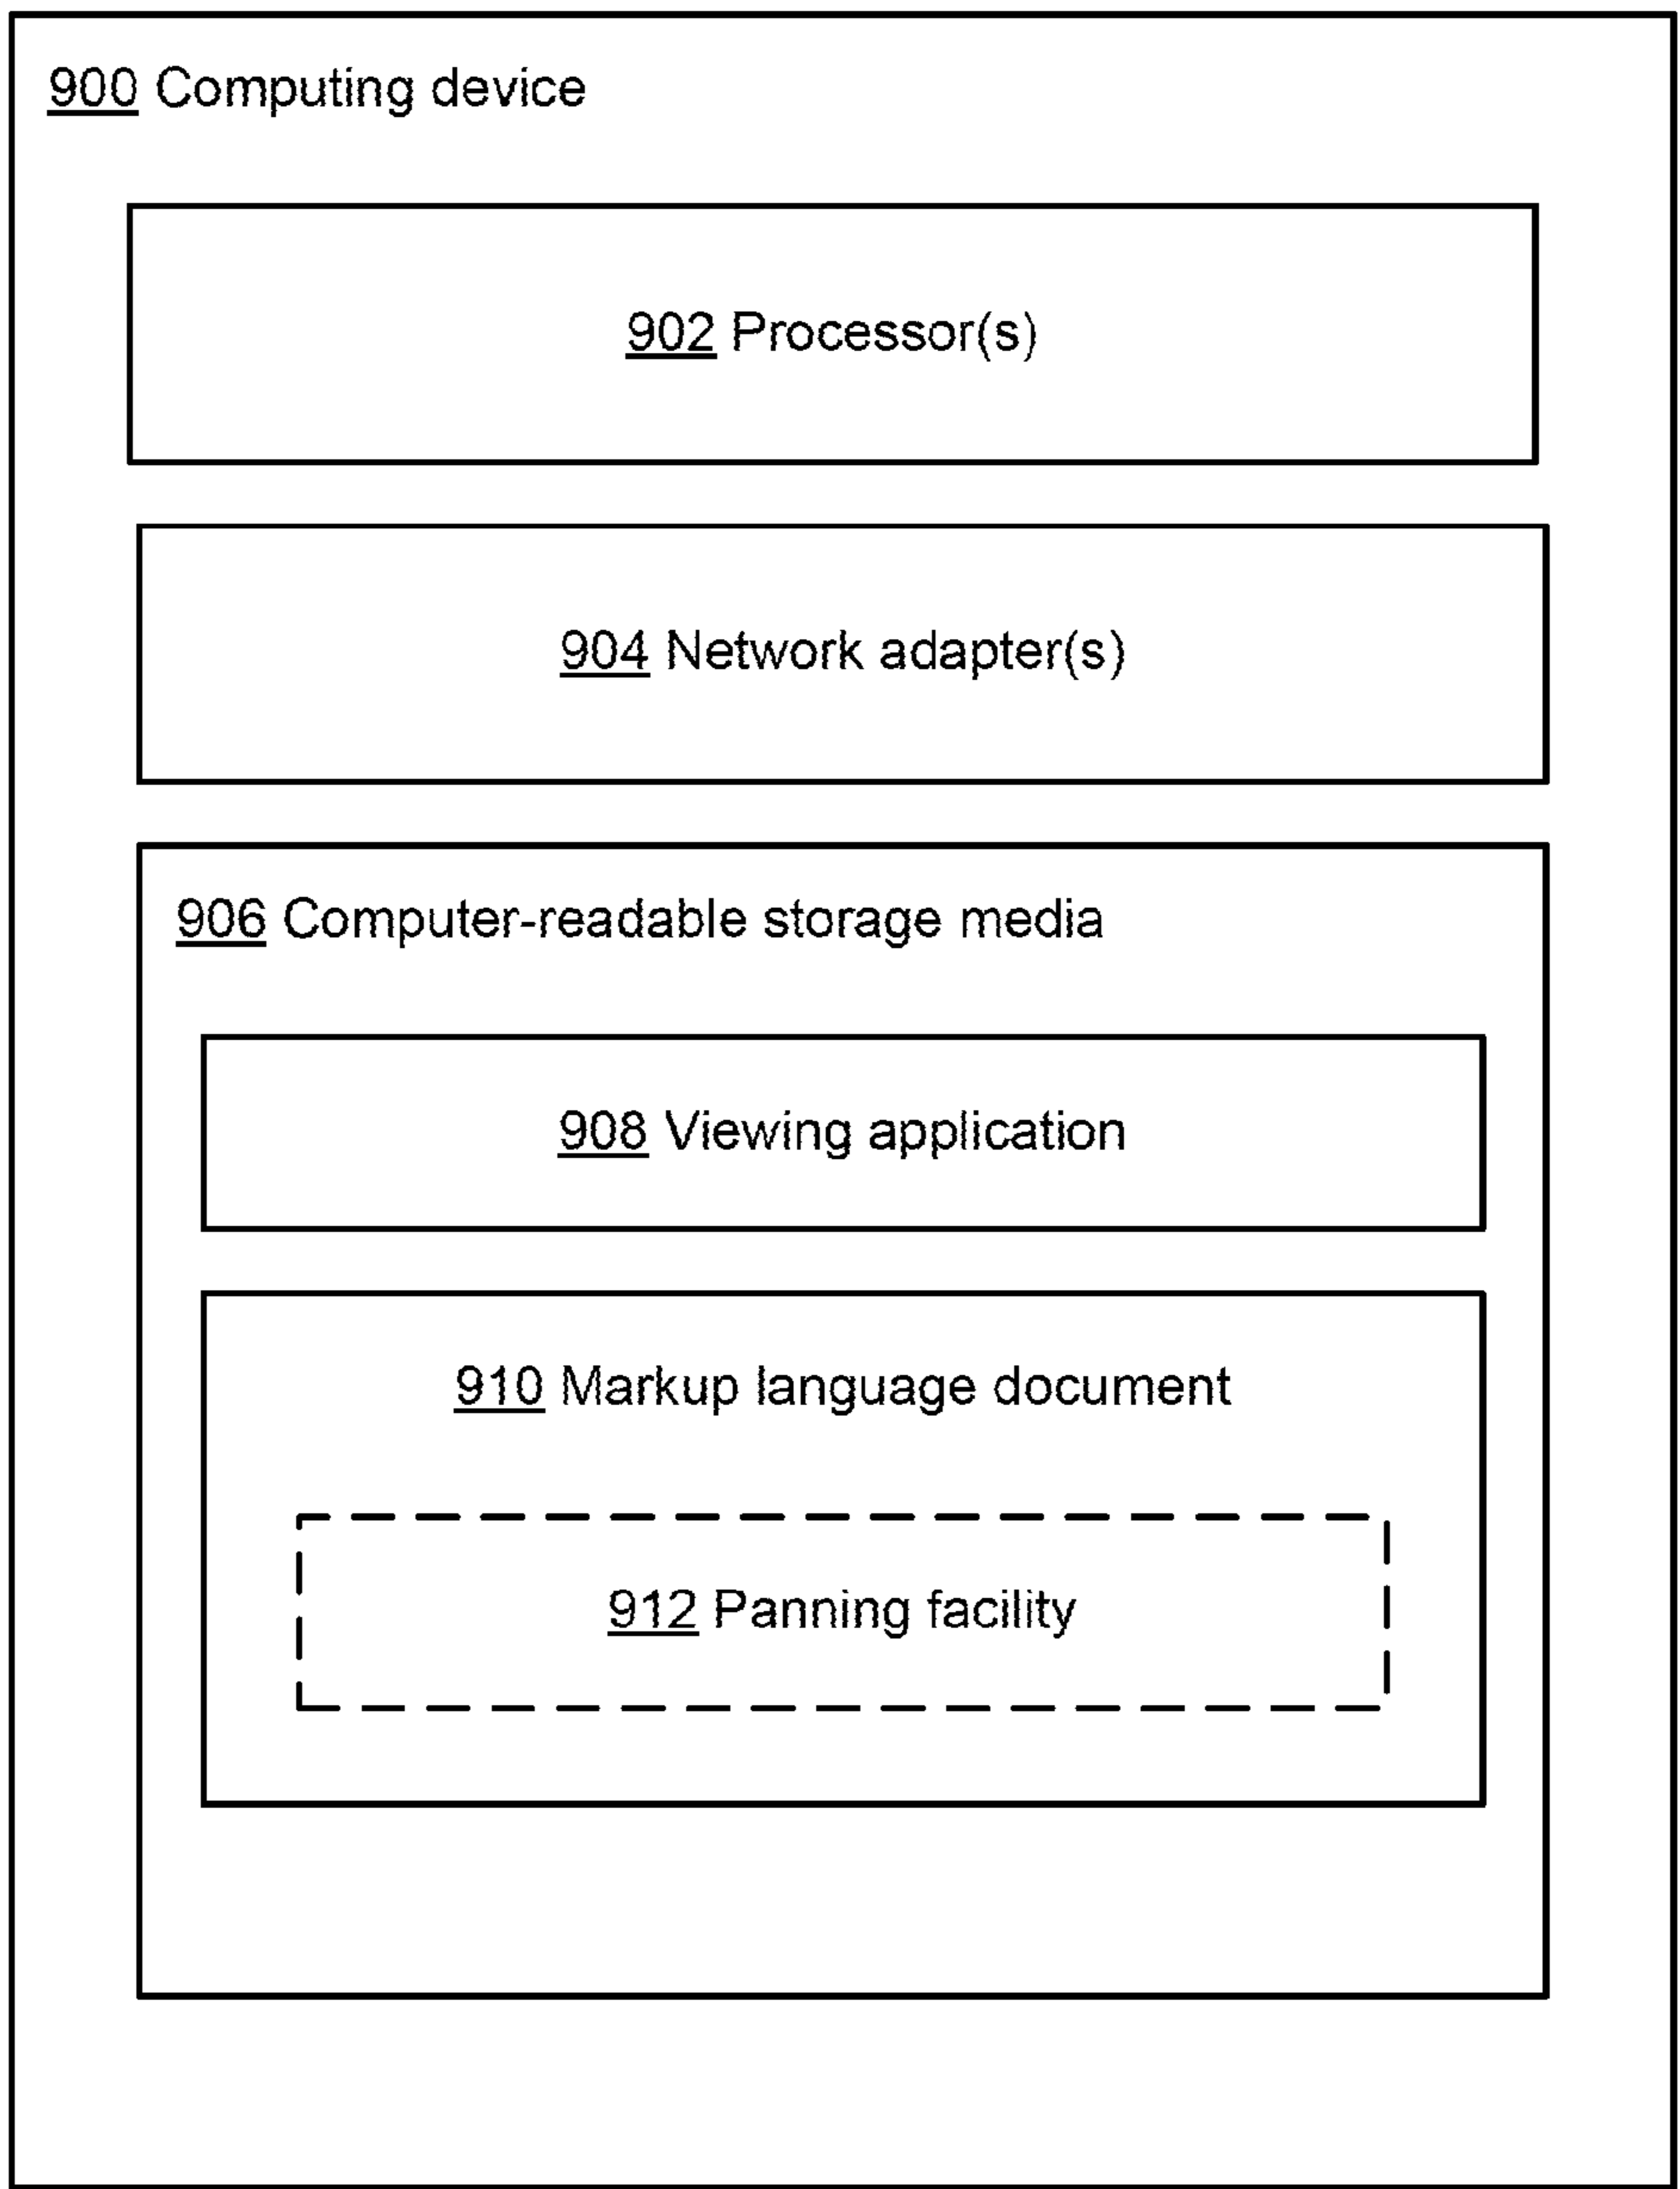 900 Computing device
902 Processor(s)
904 Network adapter(s)
906 Computer-readable storage media
908 Viewing application
910 Markup language document
912 Panning facility